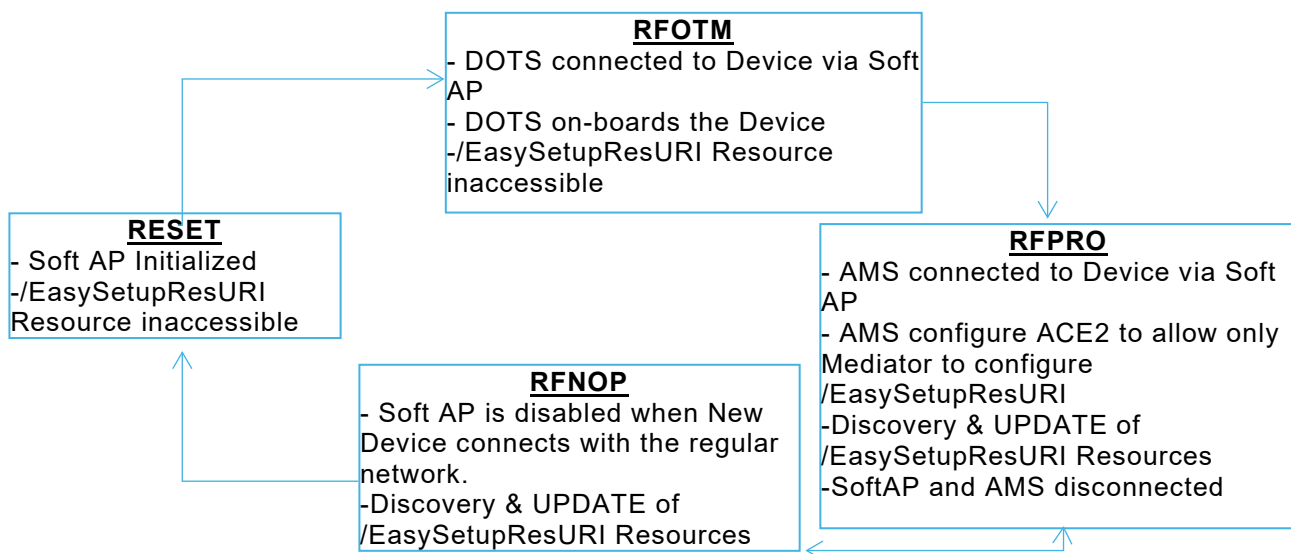 RFOTM
- DOTS connected to Device via Soft
AP
- DOTS on-boards the Device
-/EasySetupResURI Resource
inaccessible
RESET
- Soft AP Initialized
-/EasySetupResURI
Resource inaccessible
RFPRO
- AMS connected to Device via Soft
AP
- AMS configure ACE2 to allow only
Mediator to configure
/EasySetupResURI
-Discovery & UPDATE of
/EasySetupResURI Resources
-SoftAP and AMS disconnected
RFNOP
- Soft AP is disabled when New
Device connects with the regular
network.
-Discovery & UPDATE of
/EasySetupResURI Resources